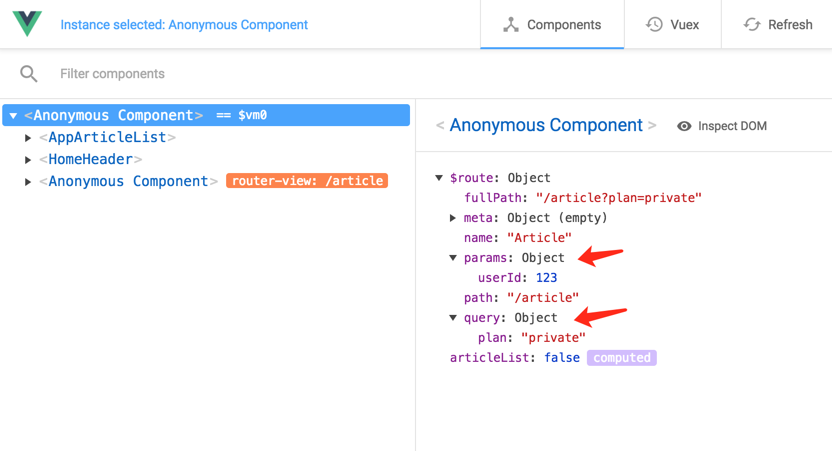 Instance selected: Anonymous Component
Components
Vuex
Refresh
Filter components
<Anonymous Component> == $vm0
<AppArticleList>
<HomeHeader>
<Anonymous Component> router-view: /article
< Anonymous Component > Inspect DOM
$route: Object
fullPath: "/article?plan=private"
meta: Object (empty)
name: "Article"
params: Object
userId: 123
path: "/article"
query: Object
plan: "private"
articleList: false computed